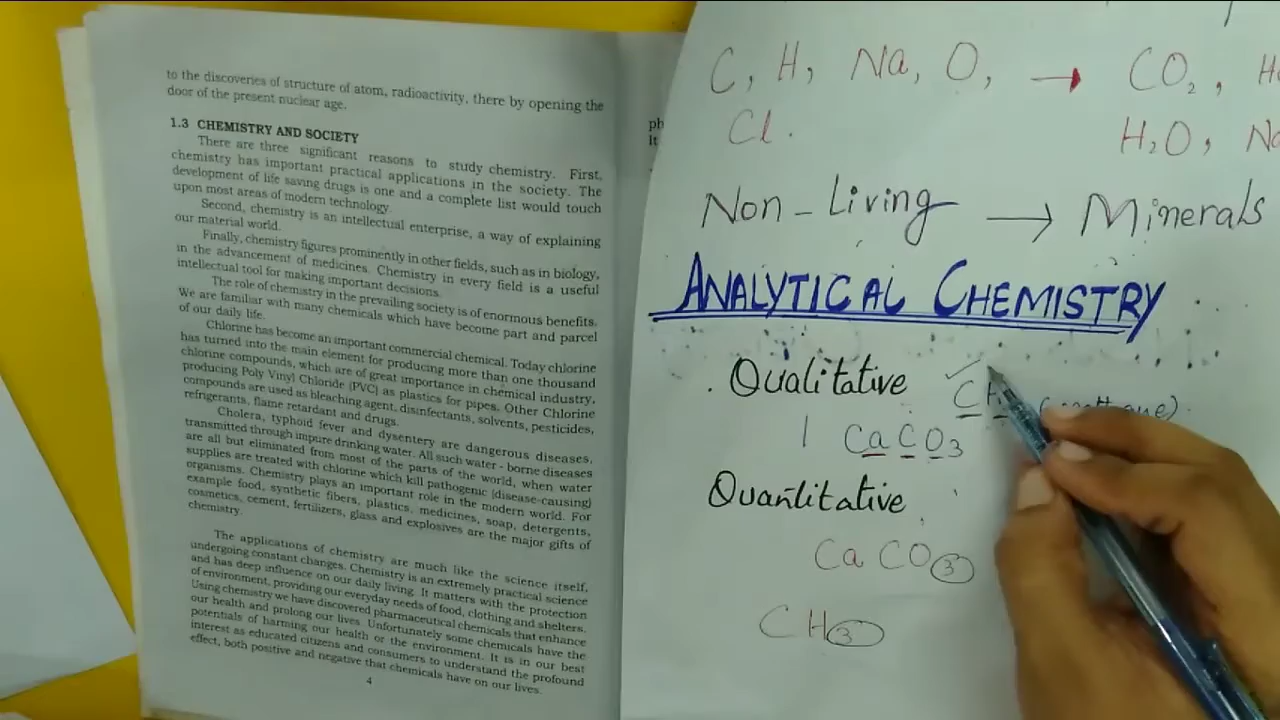 to the discoveries of structure of atom, radioactivity, there by opening the
door of the present nuclear age.
1.3 CHEMISTRY AND SOCIETY
There are three significant reasons to study chemistry. First,
chemistry has important practical applications in the society. The
development of life saving drugs is one and a complete list would touch
upon most areas of modern technology.
Second, chemistry is an intellectual enterprise, a way of explaining
our material world.
Finally, chemistry figures prominently in other fields, such as in biology,
in the advancement of medicines. Chemistry in every field is a useful
intellectual tool for making important decisions.
The role of chemistry in the prevailing society is of enormous benefits.
We are familiar with many chemicals which have become part and parcel
of our daily life.
Chlorine has become an important commercial chemical. Today chlorine
has turned into the main element for producing more than one thousand
chlorine compounds, which are of great importance in chemical industry,
producing Poly Vinyl Chloride (PVC) as plastics for pipes. Other Chlorine
compounds are used as bleaching agent, disinfectants, solvents, pesticides,
refrigerants, flame retardant and drugs.
Cholera, typhoid fever and dysentery are dangerous diseases,
transmitted through impure drinking water. All such water - borne diseases
are all but eliminated from most of the parts of the world, when water
supplies are treated with chlorine which kill pathogenic (disease-causing)
organisms. Chemistry plays an important role in the modern world. For
example food, synthetic fibers, plastics, medicines, soap, detergents,
cosmetics, cement, fertilizers, glass and explosives are the major gifts of
chemistry.
The applications of chemistry are much like the science itself,
undergoing constant changes. Chemistry is an extremely practical science
and has deep influence on our daily living. It matters with the protection
of environment, providing our everyday needs of food, clothing and shelters.
Using chemistry we have discovered pharmaceutical chemicals that enhance
our health and prolong our lives. Unfortunately some chemicals have the
potentials of harming our health or the environment. It is in our best
interest as educated citizens and consumers to understand the profound
effect, both positive and negative that chemicals have on our lives.
4
ph
It
C, H, Na, O, → CO₂,
Cl. H₂O,
Non-Living → Minerals
ANALYTICAL CHEMISTRY
Qualitative ✓ CH
CaCO₃
Quantitative
CaCO₃
CH₃